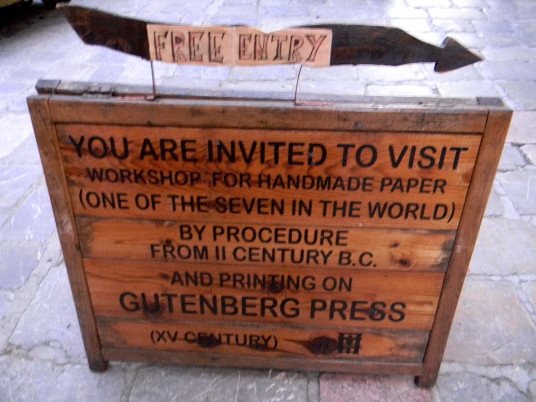 FREE ENTRY
YOU ARE INVITED TO VISIT
WORKSHOP FOR HANDMADE PAPER
(ONE OF THE SEVEN IN THE WORLD)
BY PROCEDURE
FROM II CENTURY B.C.
AND PRINTING ON
GUTENBERG PRESS
(XV CENTURY)